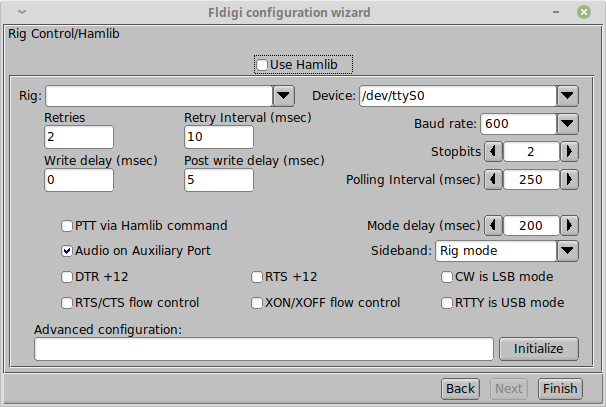 Fldigi configuration wizard
Rig Control/Hamlib
Use Hamlib
Rig: Device: /dev/ttyS0
Retries Retry Interval (msec) Baud rate: 600
2 10
Stopbits 2
Write delay (msec) Post write delay (msec)
0 5 Polling Interval (msec) 250
PTT via Hamlib command Mode delay (msec) 200
Audio on Auxiliary Port Sideband: Rig mode
DTR +12 RTS +12 CW is LSB mode
RTS/CTS flow control XON/XOFF flow control RTTY is USB mode
Advanced configuration:
Initialize
Back Next Finish